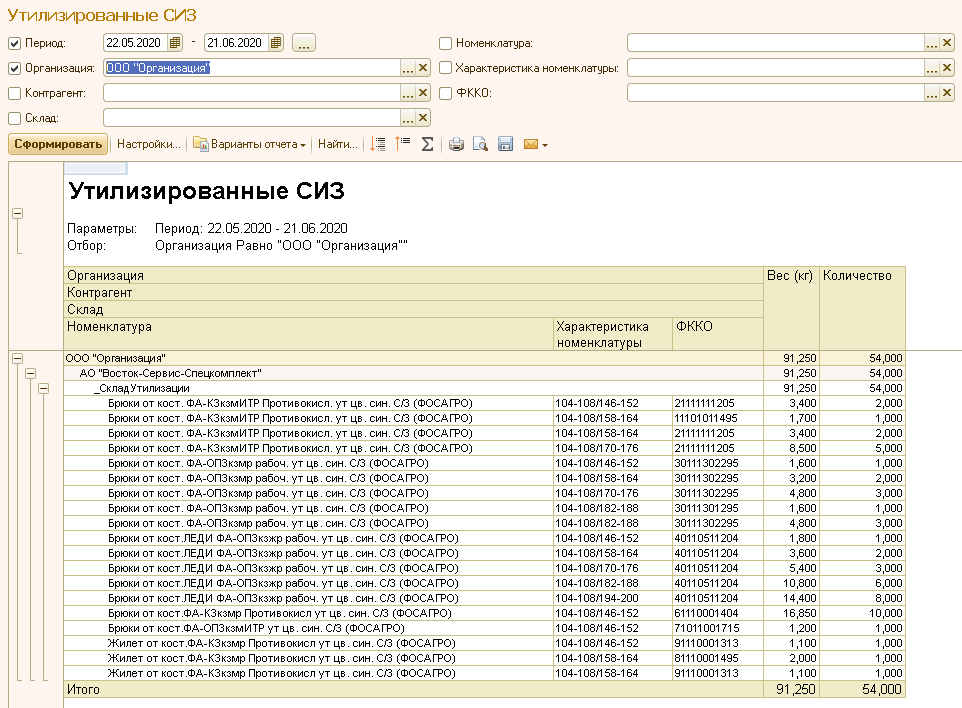 Утилизированные СИЗ
Период: 22.05.2020 - 21.06.2020 ... Номенклатура: ...
Организация: ООО "Организация" ... Характеристика номенклатуры: ...
Контрагент: ... ФККО: ...
Склад: ...
Сформировать Настройки... Варианты отчета Найти...
Утилизированные СИЗ
Параметры: Период: 22.05.2020 - 21.06.2020
Отбор: Организация Равно "ООО "Организация""
Организация Вес (кг) Количество
Контрагент
Склад
Номенклатура Характеристика ФККО
номенклатуры
ООО "Организация" 91,250 54,000
АО "Восток-Сервис-Спецкомплект" 91,250 54,000
_СкладУтилизации 91,250 54,000
Брюки от кост. ФА-КЗкзмИТР Противокисл. ут цв. син. С/З (ФОСАГРО) 104-108/146-152 21111111205 3,400 2,000
Брюки от кост. ФА-КЗкзмИТР Противокисл. ут цв. син. С/З (ФОСАГРО) 104-108/158-164 11101011495 1,700 1,000
Брюки от кост. ФА-КЗкзмИТР Противокисл. ут цв. син. С/З (ФОСАГРО) 104-108/158-164 21111111205 3,400 2,000
Брюки от кост. ФА-КЗкзмИТР Противокисл. ут цв. син. С/З (ФОСАГРО) 104-108/170-176 21111111205 8,500 5,000
Брюки от кост. ФА-ОПЗкзмр рабоч. ут цв. син. С/З (ФОСАГРО) 104-108/146-152 30111302295 1,600 1,000
Брюки от кост. ФА-ОПЗкзмр рабоч. ут цв. син. С/З (ФОСАГРО) 104-108/158-164 30111302295 3,200 2,000
Брюки от кост. ФА-ОПЗкзмр рабоч. ут цв. син. С/З (ФОСАГРО) 104-108/170-176 30111302295 4,800 3,000
Брюки от кост. ФА-ОПЗкзмр рабоч. ут цв. син. С/З (ФОСАГРО) 104-108/182-188 30111301295 1,600 1,000
Брюки от кост. ФА-ОПЗкзмр рабоч. ут цв. син. С/З (ФОСАГРО) 104-108/182-188 30111302295 4,800 3,000
Брюки от кост.ЛЕДИ ФА-ОПЗкзжр рабоч. ут цв. син. С/З (ФОСАГРО) 104-108/146-152 40110511204 1,800 1,000
Брюки от кост.ЛЕДИ ФА-ОПЗкзжр рабоч. ут цв. син. С/З (ФОСАГРО) 104-108/158-164 40110511204 3,600 2,000
Брюки от кост.ЛЕДИ ФА-ОПЗкзжр рабоч. ут цв. син. С/З (ФОСАГРО) 104-108/170-176 40110511204 5,400 3,000
Брюки от кост.ЛЕДИ ФА-ОПЗкзжр рабоч. ут цв. син. С/З (ФОСАГРО) 104-108/182-188 40110511204 10,800 6,000
Брюки от кост.ЛЕДИ ФА-ОПЗкзжр рабоч. ут цв. син. С/З (ФОСАГРО) 104-108/194-200 40110511204 14,400 8,000
Брюки от кост.ФА-КЗкзмр Противокисл ут цв. син. С/З (ФОСАГРО) 104-108/146-152 61110001404 16,850 10,000
Брюки от кост.ФА-ОПЗкзмИТР ут цв. син. С/З (ФОСАГРО) 104-108/146-152 71011001715 1,200 1,000
Жилет от кост.ФА-КЗкзмр Противокисл ут цв. син. С/З (ФОСАГРО) 104-108/146-152 91110001313 1,100 1,000
Жилет от кост.ФА-КЗкзмр Противокисл ут цв. син. С/З (ФОСАГРО) 104-108/158-164 81110001495 2,000 1,000
Жилет от кост.ФА-КЗкзмр Противокисл ут цв. син. С/З (ФОСАГРО) 104-108/158-164 91110001313 1,100 1,000
Итого 91,250 54,000